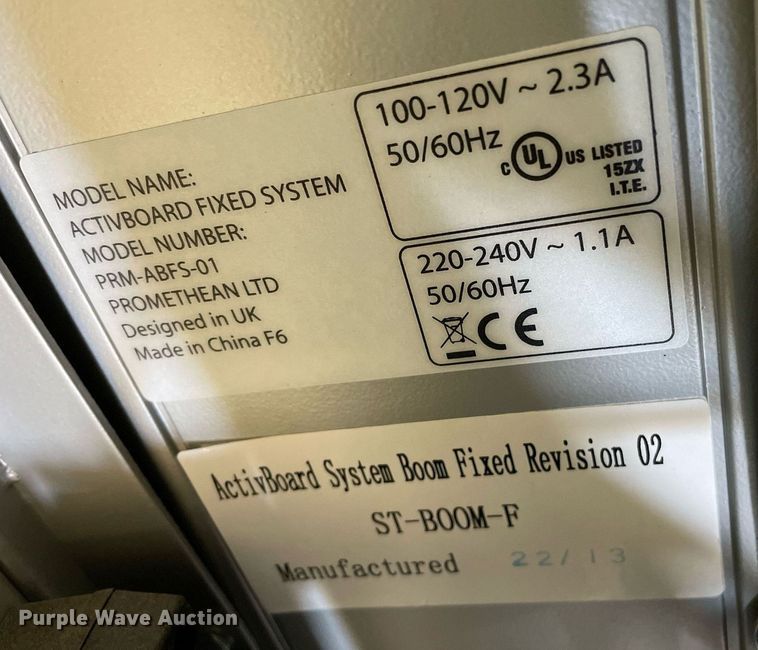 MODEL NAME:
ACTIVBOARD FIXED SYSTEM
MODEL NUMBER:
PRM-ABFS-01
PROMETHEAN LTD
Designed in UK
Made in China F6
100-120V ~ 2.3A
50/60Hz
C UL US LISTED
15ZX
I.T.E.
220-240V ~ 1.1A
50/60Hz
CE
ActivBoard System Boom Fixed Revision 02
ST-BOOM-F
Manufactured 22/13
Purple Wave Auction